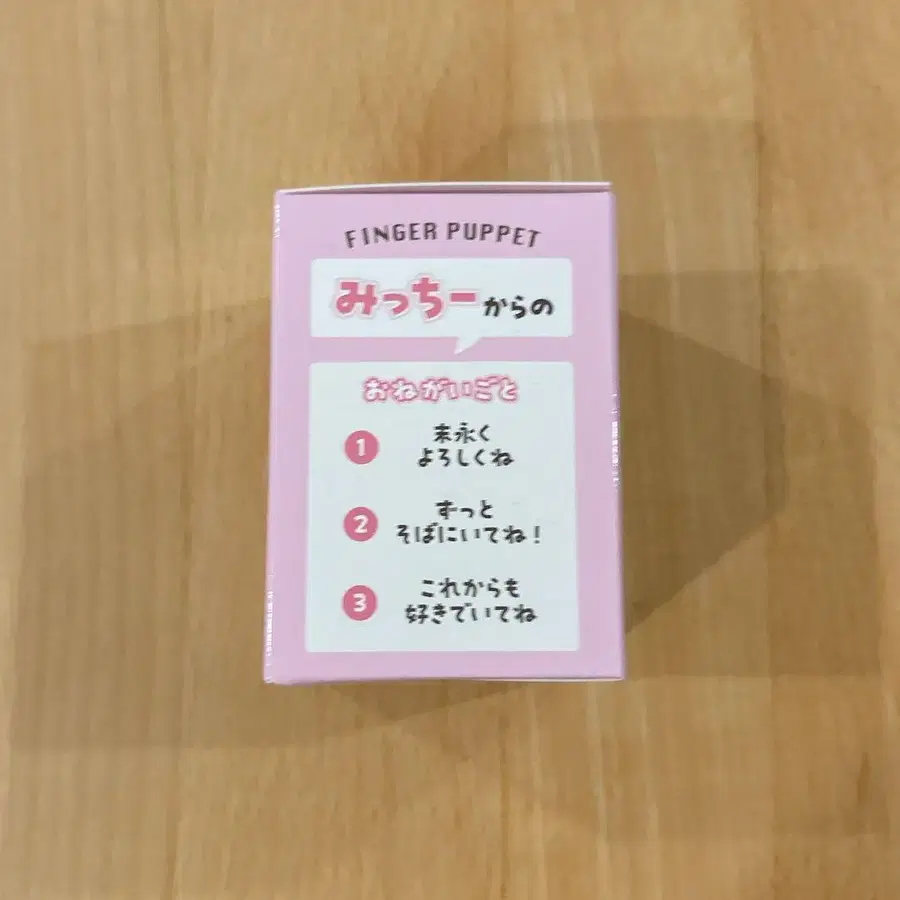 FINGER PUPPET
みっちーからの
おねがいごと
1 末永く
よろしくね
2 ずっと
そばにいてね！
3 これからも
好きでいてね